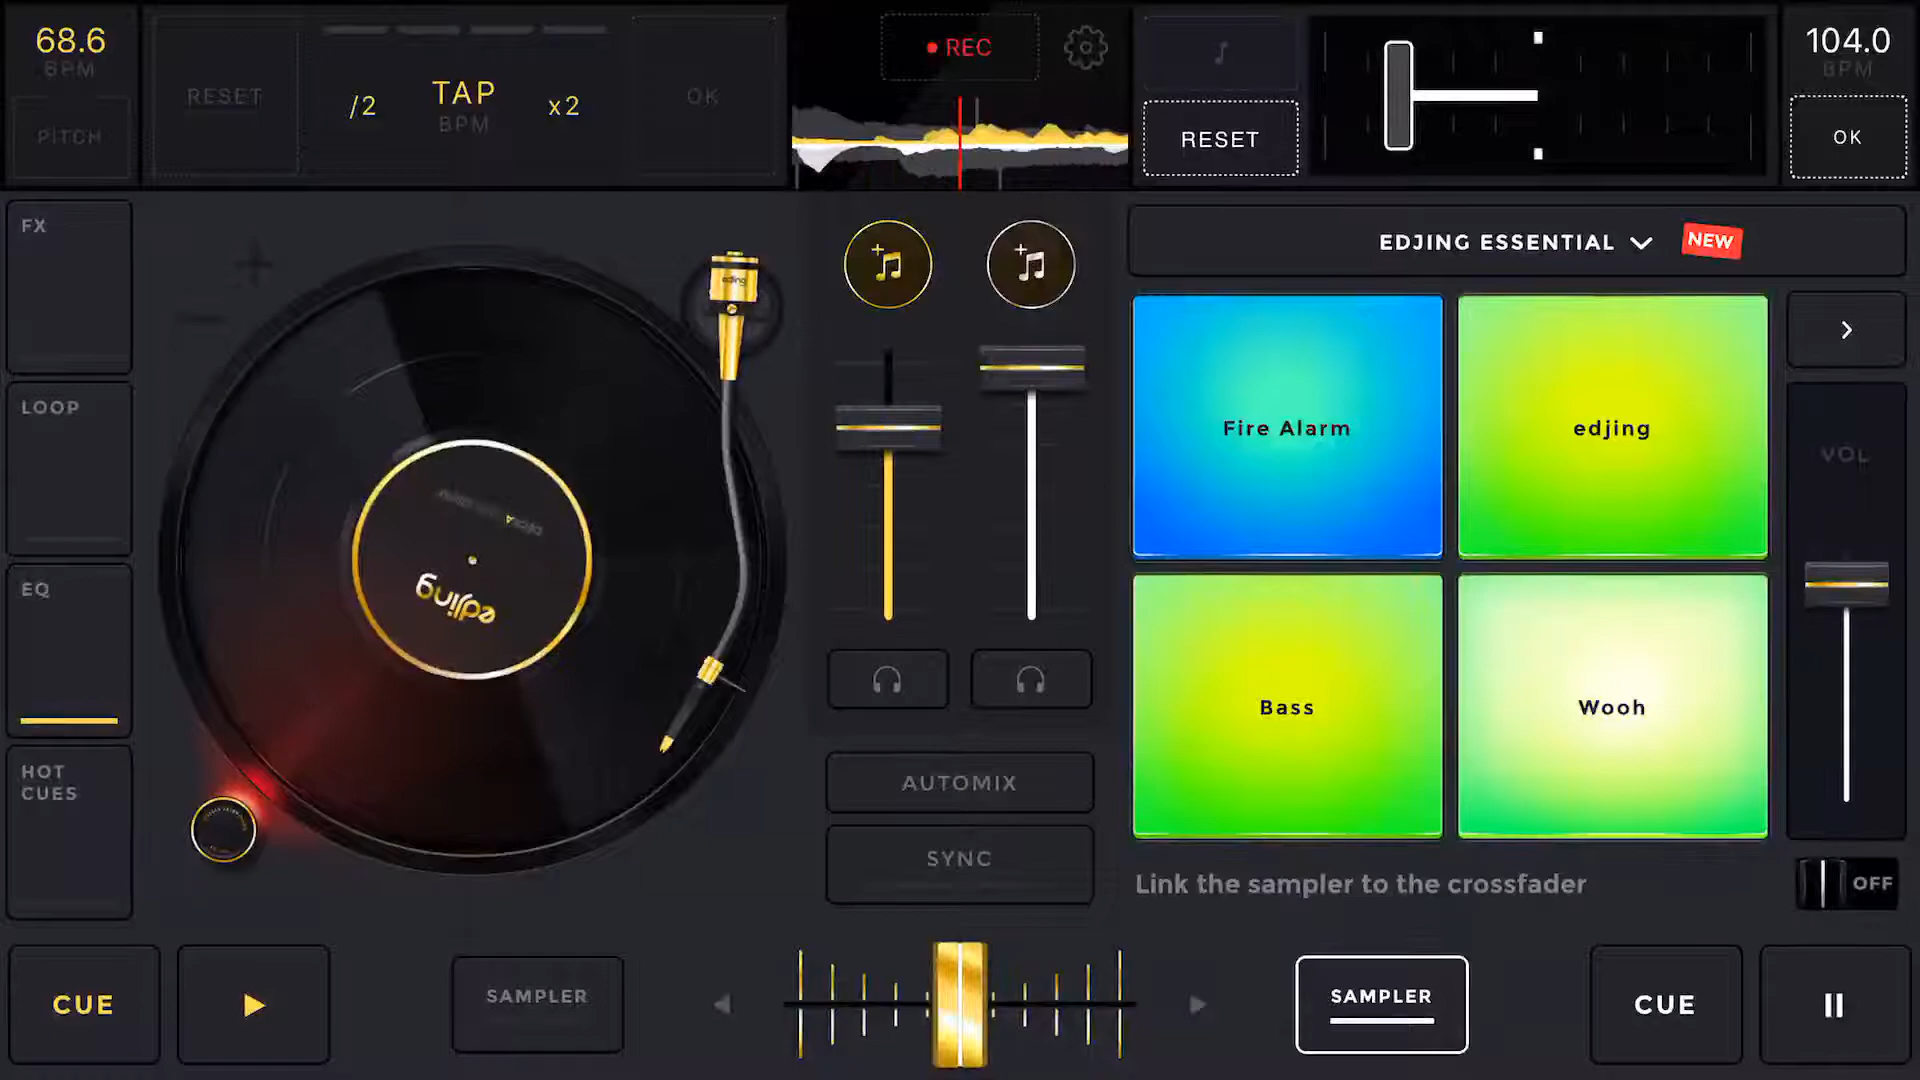 68.6
BPM
PITCH
RESET
/2
TAP
BPM
x2
OK
REC
RESET
104.0
BPM
OK
FX
LOOP
EQ
HOT
CUES
edjing
edjing
EDJING ESSENTIAL
NEW
Fire Alarm
edjing
Bass
Wooh
VOL
AUTOMIX
SYNC
Link the sampler to the crossfader
OFF
CUE
SAMPLER
SAMPLER
CUE